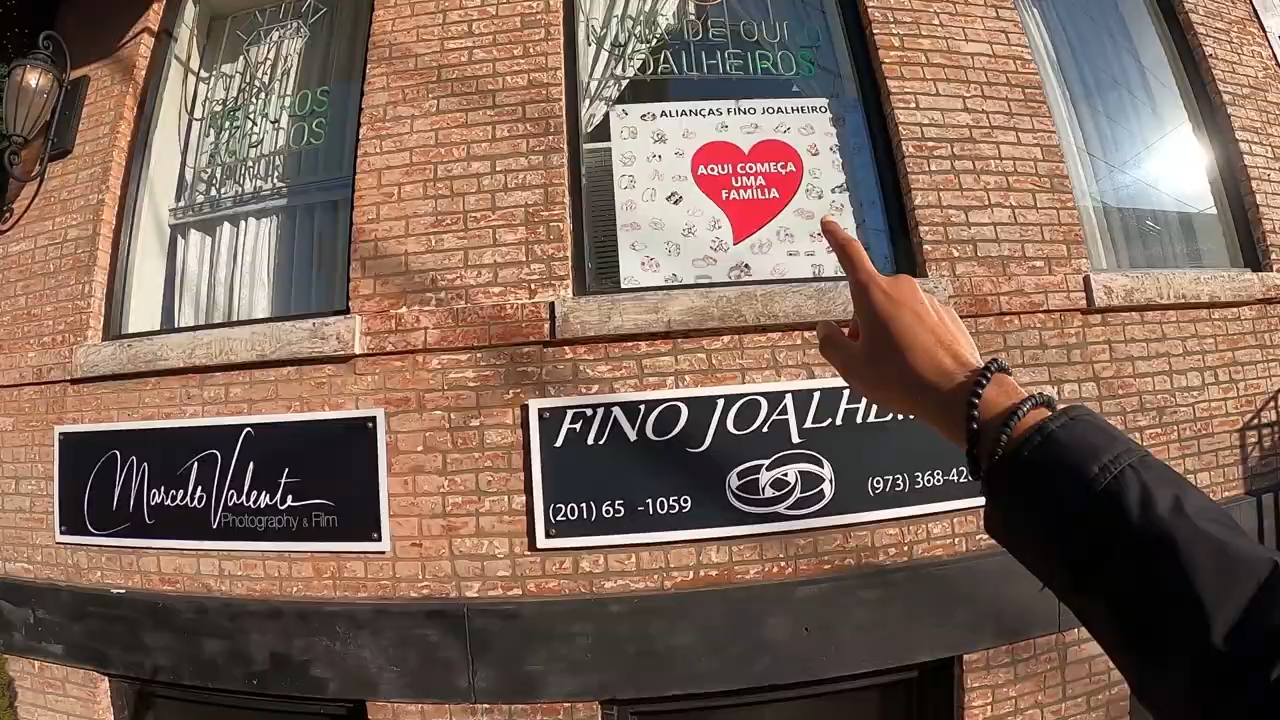 JOALHEIROS
ALIANÇAS FINO JOALHEIRO
AQUI COMEÇA
UMA
FAMÍLIA
Marcelo Valente
Photography & Film
FINO
(201) 65 -1059
(973) 368-42